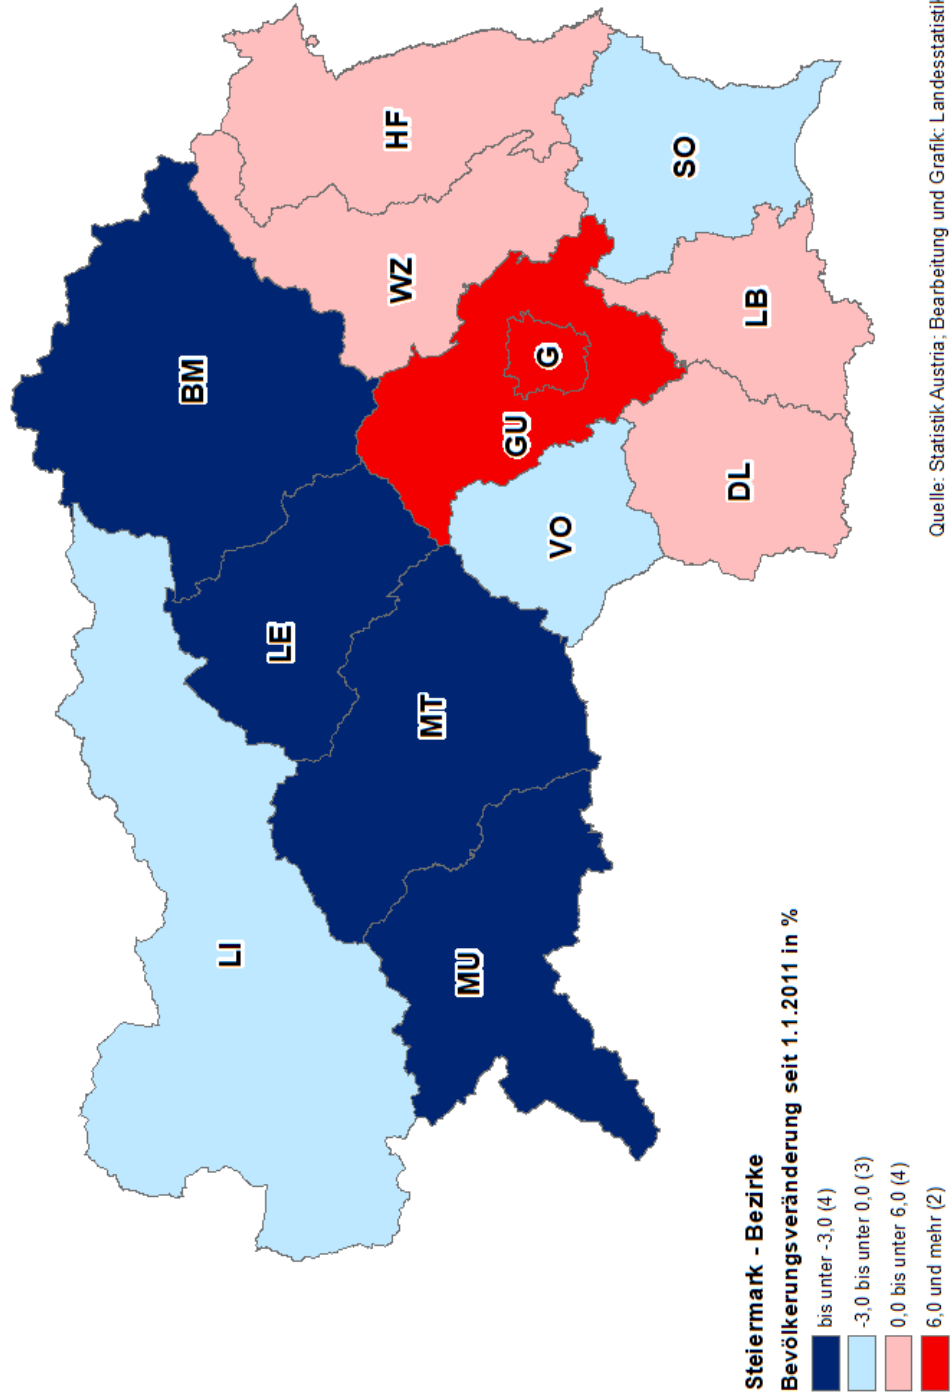 BM
HF
LI
LE
WZ
MT
GU
G
SO
MU
VO
LB
DL
Steiermark - Bezirke
Bevölkerungsveränderung seit 1.1.2011 in %
bis unter -3,0 (4)
-3,0 bis unter 0,0 (3)
0,0 bis unter 6,0 (4)
6,0 und mehr (2)
Quelle: Statistik Austria; Bearbeitung und Grafik: Landesstatistik